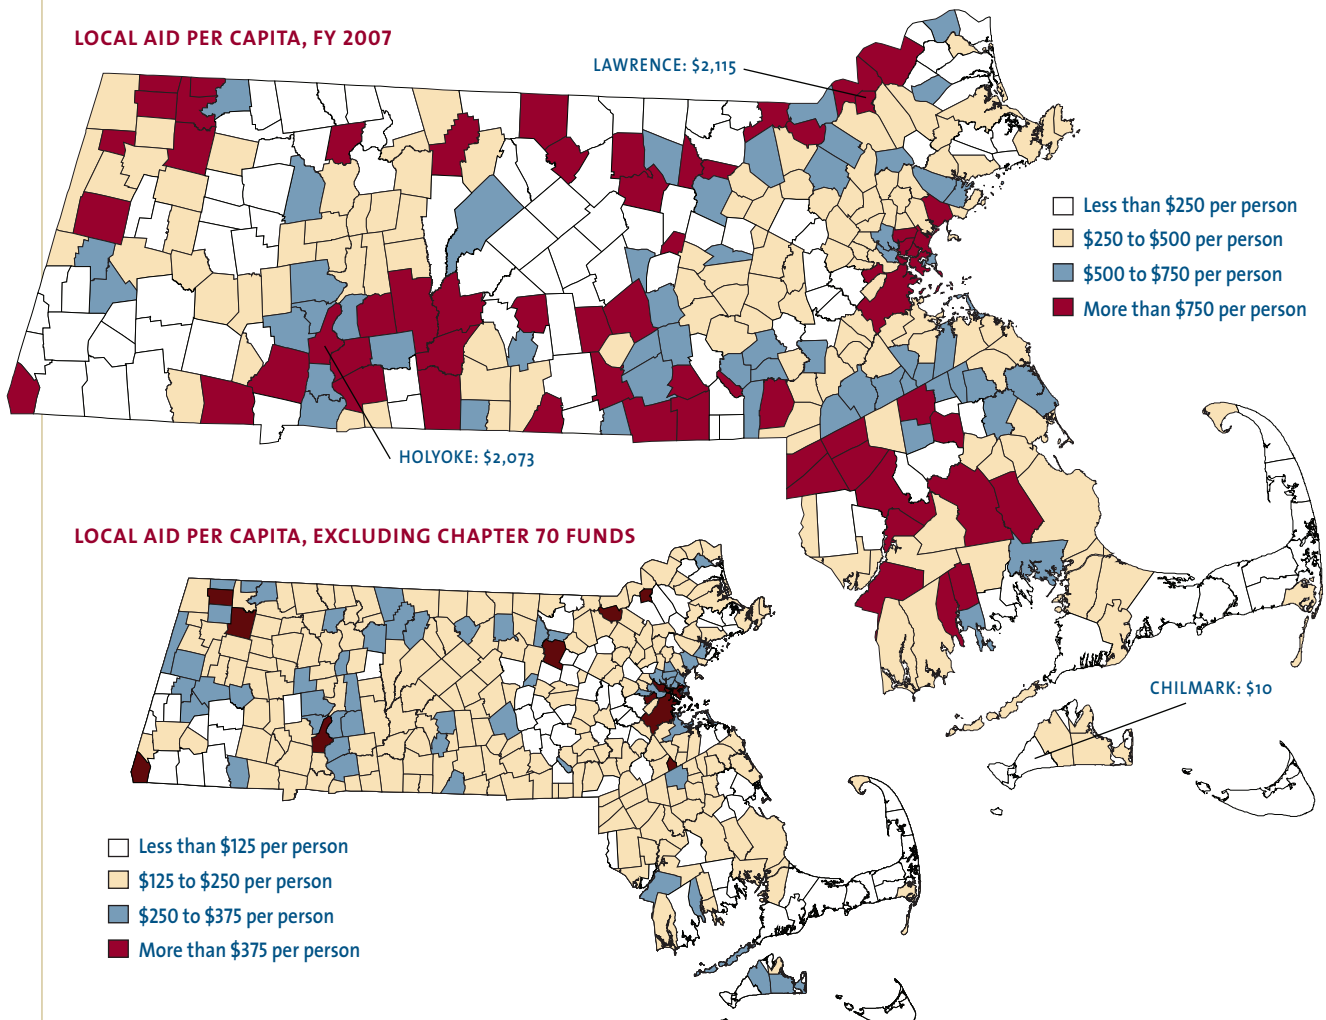 LOCAL AID PER CAPITA, FY 2007
LAWRENCE: $2,115
Less than $250 per person
$250 to $500 per person
$500 to $750 per person
More than $750 per person
HOLYOKE: $2,073
LOCAL AID PER CAPITA, EXCLUDING CHAPTER 70 FUNDS
CHILMARK: $10
Less than $125 per person
$125 to $250 per person
$250 to $375 per person
More than $375 per person